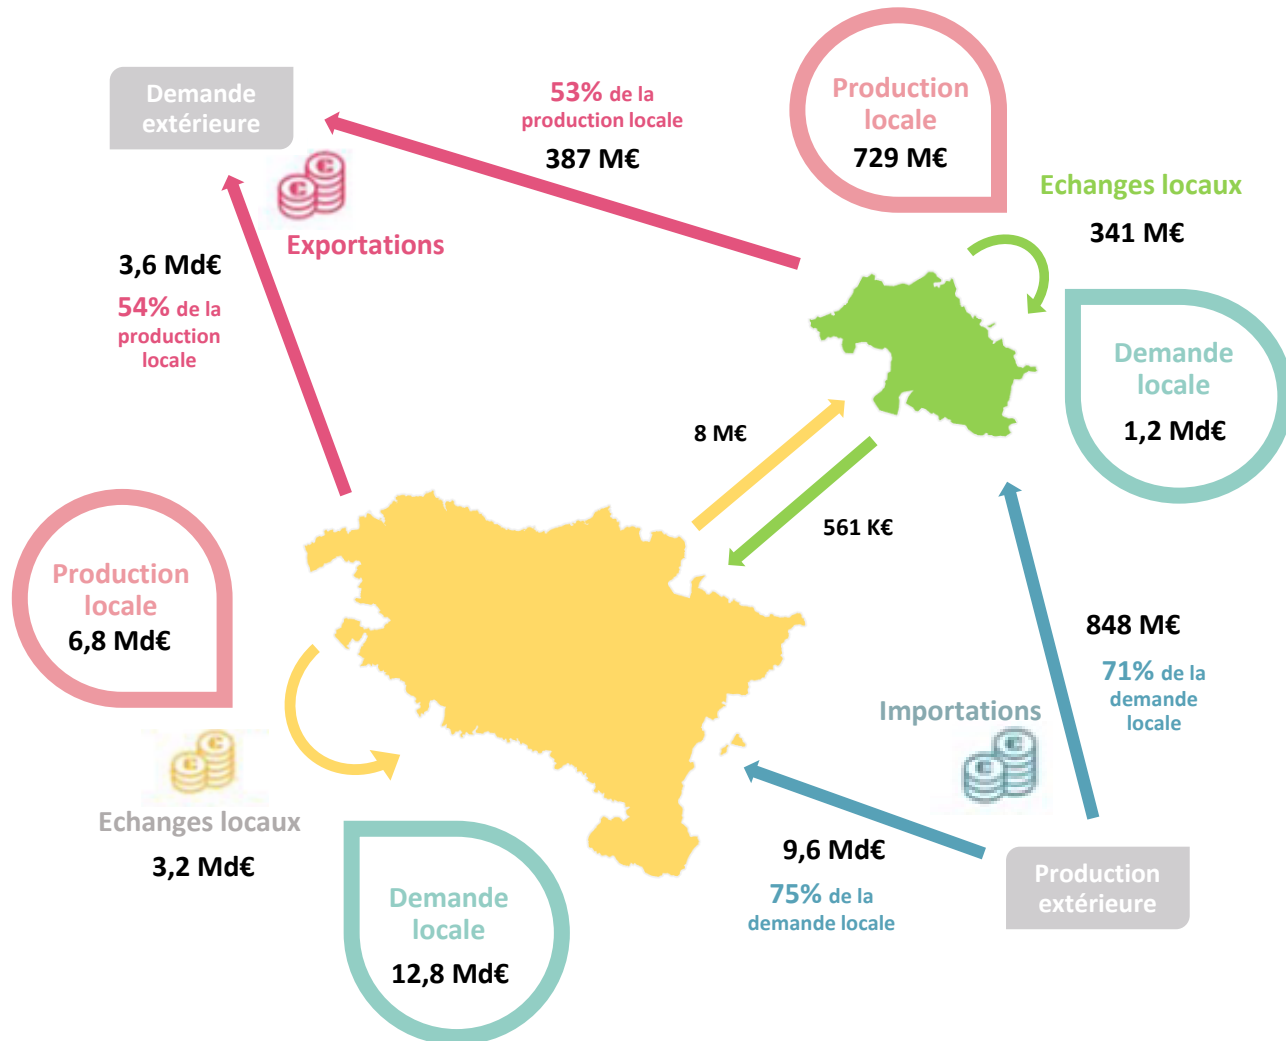 Demande
extérieure
53% de la
production locale
387 M€
Production
locale
729 M€
Echanges locaux
341 M€
Exportations
3,6 Md€
54% de la
production
locale
Demande
locale
1,2 Md€
8 M€
561 K€
Production
locale
6,8 Md€
848 M€
71% de la
demande
locale
Importations
Echanges locaux
3,2 Md€
9,6 Md€
75% de la
demande locale
Production
extérieure
Demande
locale
12,8 Md€